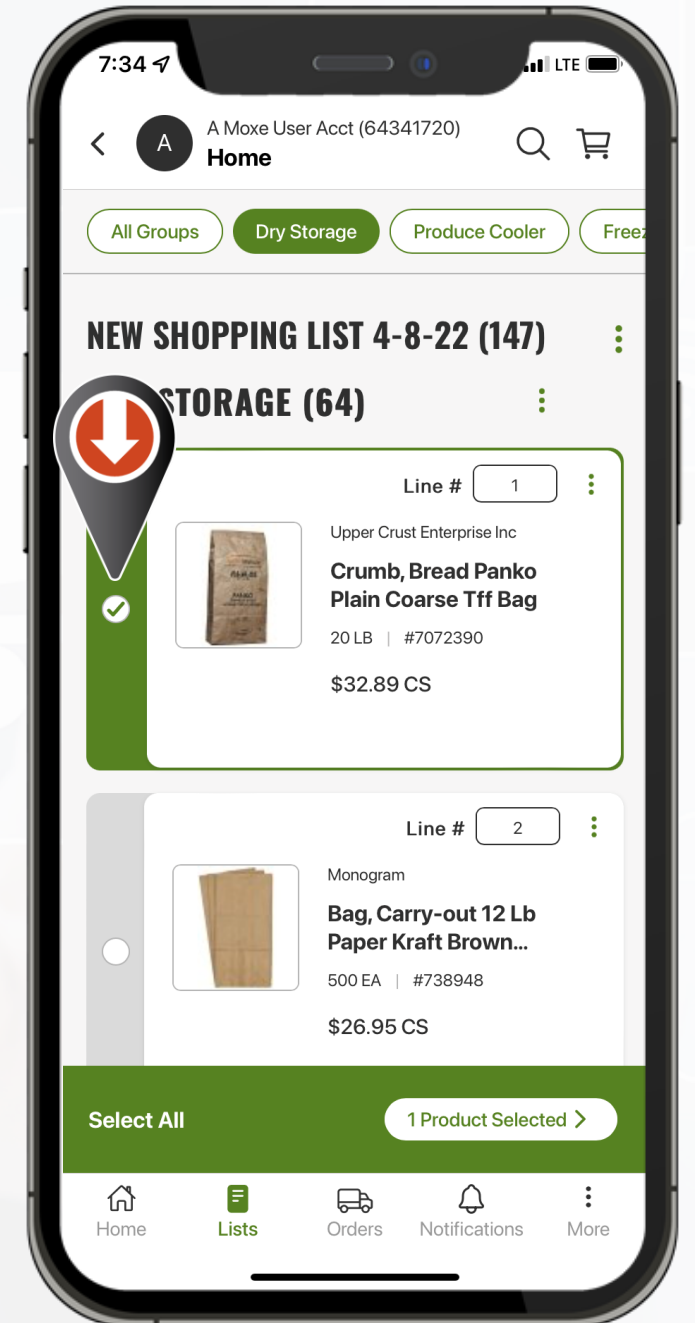 7:34
LTE
A
A Moxe User Acct (64341720)
Home
All Groups
Dry Storage
Produce Cooler
Freez
NEW SHOPPING LIST 4-8-22 (147)
STORAGE (64)
Line # 1
Upper Crust Enterprise Inc
Crumb, Bread Panko
Plain Coarse Tff Bag
20 LB | #7072390
$32.89 CS
Line # 2
Monogram
Bag, Carry-out 12 Lb
Paper Kraft Brown...
500 EA | #738948
$26.95 CS
Select All
1 Product Selected >
Home
Lists
Orders
Notifications
More